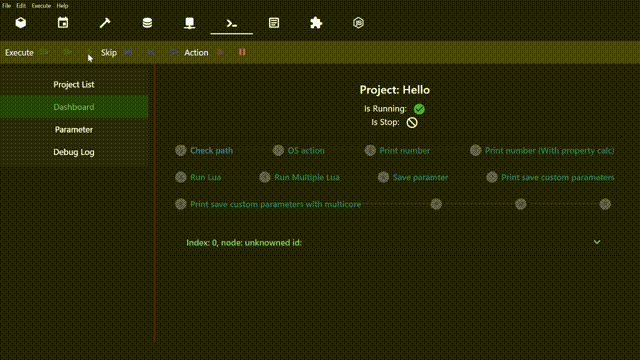 File Edit Execute Help
Execute Skip Action
Project List
Dashboard
Parameter
Debug Log
Project: Hello
Is Running:
Is Stop:
Check path OS action Print number Print number (With property calc)
Run Lua Run Multiple Lua Save paramter Print save custom parameters
Print save custom parameters with multicore
Index: 0, node: unknowned id: